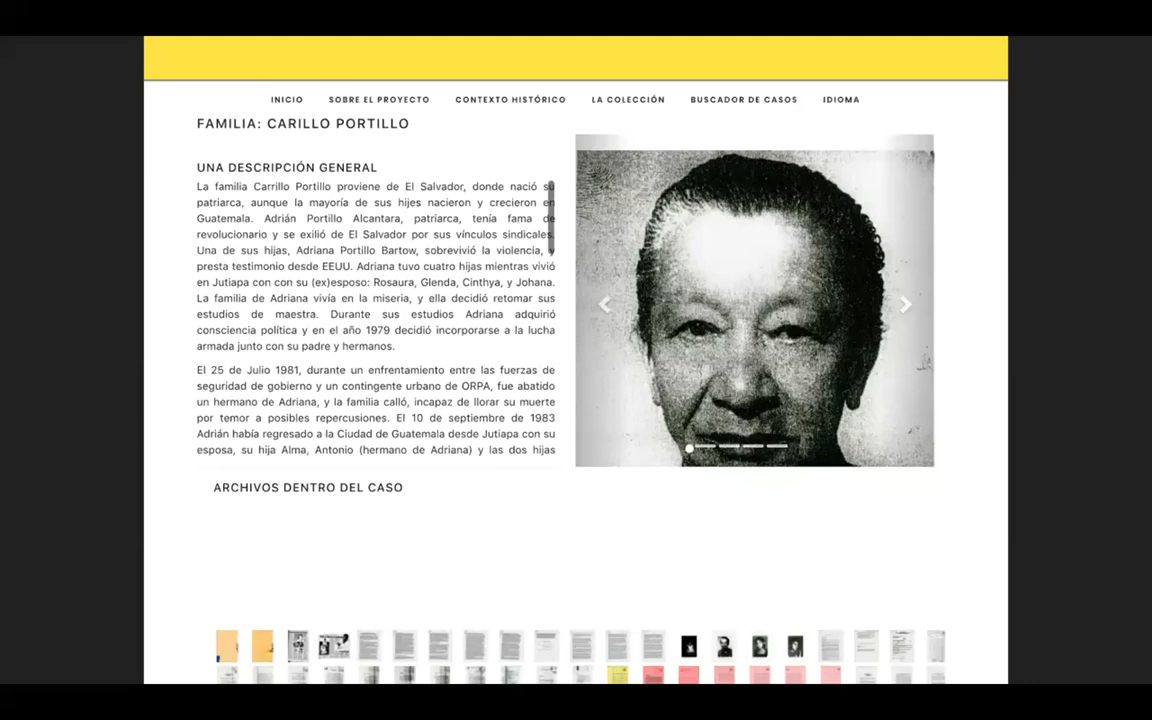 INICIO SOBRE EL PROYECTO CONTEXTO HISTÓRICO LA COLECCIÓN BUSCADOR DE CASOS IDIOMA
FAMILIA: CARILLO PORTILLO
UNA DESCRIPCIÓN GENERAL
La familia Carrillo Portillo proviene de El Salvador, donde nació su
patriarca, aunque la mayoría de sus hijes nacieron y crecieron en
Guatemala. Adrián Portillo Alcantara, patriarca, tenía fama de
revolucionario y se exilió de El Salvador por sus vínculos sindicales.
Una de sus hijas, Adriana Portillo Bartow, sobrevivió la violencia, y
presta testimonio desde EEUU. Adriana tuvo cuatro hijas mientras vivió
en Jutiapa con con su (ex)esposo: Rosaura, Glenda, Cinthya, y Johana.
La familia de Adriana vivía en la miseria, y ella decidió retomar sus
estudios de maestra. Durante sus estudios Adriana adquirió
consciencia política y en el año 1979 decidió incorporarse a la lucha
armada junto con su padre y hermanos.
El 25 de Julio 1981, durante un enfrentamiento entre las fuerzas de
seguridad de gobierno y un contingente urbano de ORPA, fue abatido
un hermano de Adriana, y la familia calló, incapaz de llorar su muerte
por temor a posibles repercusiones. El 10 de septiembre de 1983
Adrián había regresado a la Ciudad de Guatemala desde Jutiapa con su
esposa, su hija Alma, Antonio (hermano de Adriana) y las dos hijas
ARCHIVOS DENTRO DEL CASO